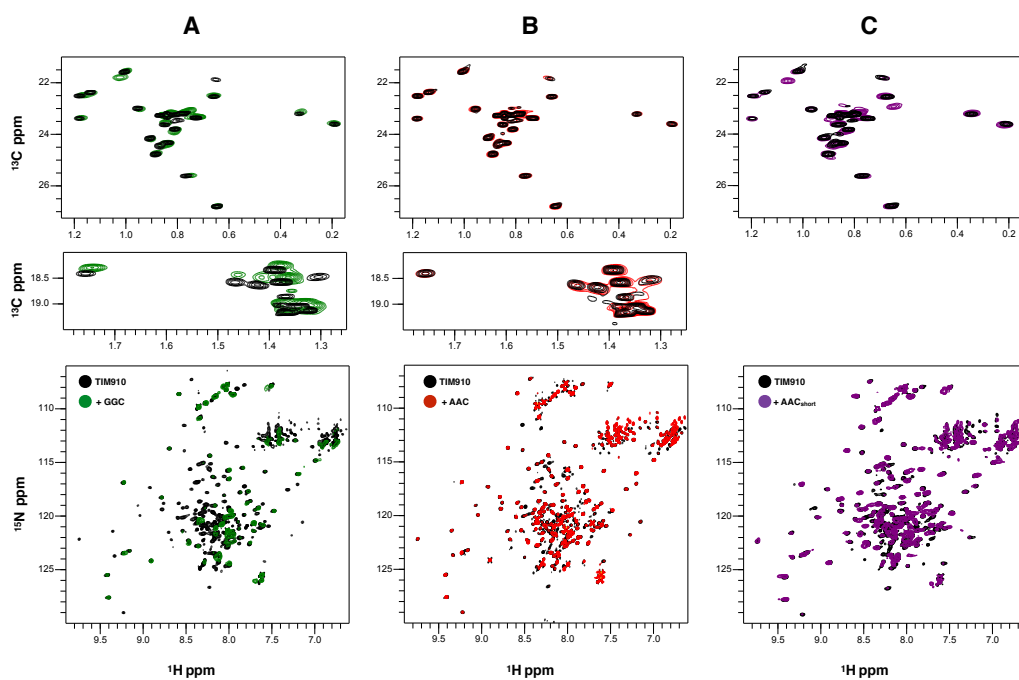 A
B
C
22
24
26
22
24
26
22
24
26
¹³C ppm
1.2 1.0 0.8 0.6 0.4 0.2
1.2 1.0 0.8 0.6 0.4 0.2
1.2 1.0 0.8 0.6 0.4 0.2
18.5
19.0
18.5
19.0
¹³C ppm
1.7 1.6 1.5 1.4 1.3
1.7 1.6 1.5 1.4 1.3
TIM910
+ GGC
TIM910
+ AAC
TIM910
+ AACshort
110
115
120
125
110
115
120
125
110
115
120
125
¹⁵N ppm
9.5 9.0 8.5 8.0 7.5 7.0
9.5 9.0 8.5 8.0 7.5 7.0
9.5 9.0 8.5 8.0 7.5 7.0
¹H ppm
¹H ppm
¹H ppm